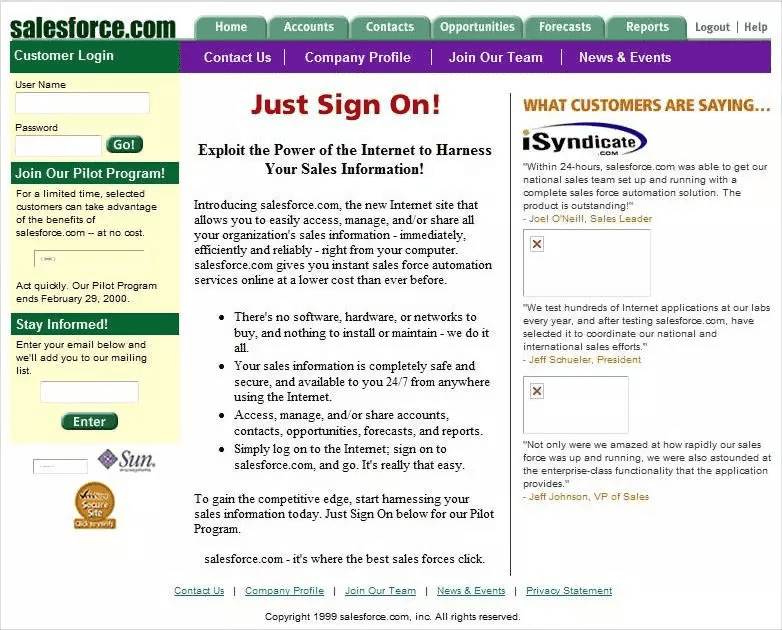 salesforce.com
Home
Accounts
Contacts
Opportunities
Forecasts
Reports
Logout | Help
Customer Login
Contact Us
Company Profile
Join Our Team
News & Events
User Name
Password
Go!
Join Our Pilot Program!
For a limited time, selected
customers can take advantage
of the benefits of
salesforce.com -- at no cost.
Act quickly. Our Pilot Program
ends February 29, 2000.
Stay Informed!
Enter your email below and
we'll add you to our mailing
list.
Enter
Sun
microsystems
Secure
Site
Click to verify
Just Sign On!
Exploit the Power of the Internet to Harness
Your Sales Information!
Introducing salesforce.com, the new Internet site that
allows you to easily access, manage, and/or share all
your organization's sales information - immediately,
efficiently and reliably - right from your computer.
salesforce.com gives you instant sales force automation
services online at a lower cost than ever before.
• There's no software, hardware, or networks to
buy, and nothing to install or maintain - we do it
all.
• Your sales information is completely safe and
secure, and available to you 24/7 from anywhere
using the Internet.
• Access, manage, and/or share accounts,
contacts, opportunities, forecasts, and reports.
• Simply log on to the Internet; sign on to
salesforce.com, and go. It's really that easy.
To gain the competitive edge, start harnessing your
sales information today. Just Sign On below for our Pilot
Program.
salesforce.com - it's where the best sales forces click.
WHAT CUSTOMERS ARE SAYING...
iSyndicate
.COM
"Within 24-hours, salesforce.com was able to get our
national sales team set up and running with a
complete sales force automation solution. The
product is outstanding!"
- Joel O'Neill, Sales Leader
"We test hundreds of Internet applications at our labs
every year, and after testing salesforce.com, have
selected it to coordinate our national and
international sales efforts."
- Jeff Schueler, President
"Not only were we amazed at how rapidly our sales
force was up and running, we were also astounded at
the enterprise-class functionality that the application
provides."
- Jeff Johnson, VP of Sales
Contact Us | Company Profile | Join Our Team | News & Events | Privacy Statement
Copyright 1999 salesforce.com, inc. All rights reserved.